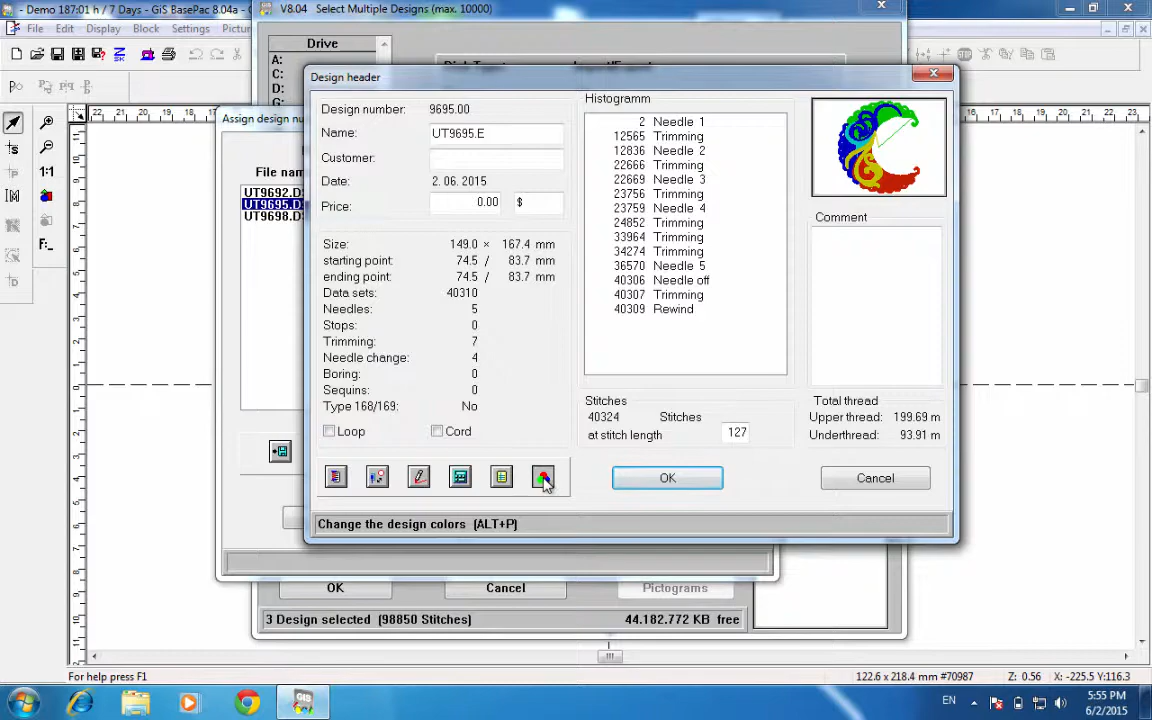 - Demo 187:01 h / 7 Days - GiS BasePac 8.04a -
V8.04 Select Multiple Designs (max. 10000)
File Edit Display Block Settings
Drive
A:
C:
D:
Design header
Assign design nu
File name
UT9692.D
UT9695.D
UT9698.D
Design number: 9695.00
Name: UT9695.E
Customer:
Date: 2. 06. 2015
Price: 0.00 $
Size: 149.0 × 167.4 mm
starting point: 74.5 / 83.7 mm
ending point: 74.5 / 83.7 mm
Data sets: 40310
Needles: 5
Stops: 0
Trimming: 7
Needle change: 4
Boring: 0
Sequins: 0
Type 168/169: No
Loop Cord
Histogramm
2 Needle 1
12565 Trimming
12836 Needle 2
22666 Trimming
22669 Needle 3
23756 Trimming
23759 Needle 4
24852 Trimming
33964 Trimming
34274 Trimming
36570 Needle 5
40306 Needle off
40307 Trimming
40309 Rewind
Stitches
40324 Stitches
at stitch length 127
Comment
Total thread
Upper thread: 199.69 m
Underthread: 93.91 m
OK Cancel
Change the design colors (ALT+P)
OK Cancel Pictograms
3 Design selected (98850 Stitches) 44.182.772 KB free
For help press F1 122.6 x 218.4 mm #70987 Z: 0.56 X: -225.5 Y:116.3
EN 5:55 PM
6/2/2015